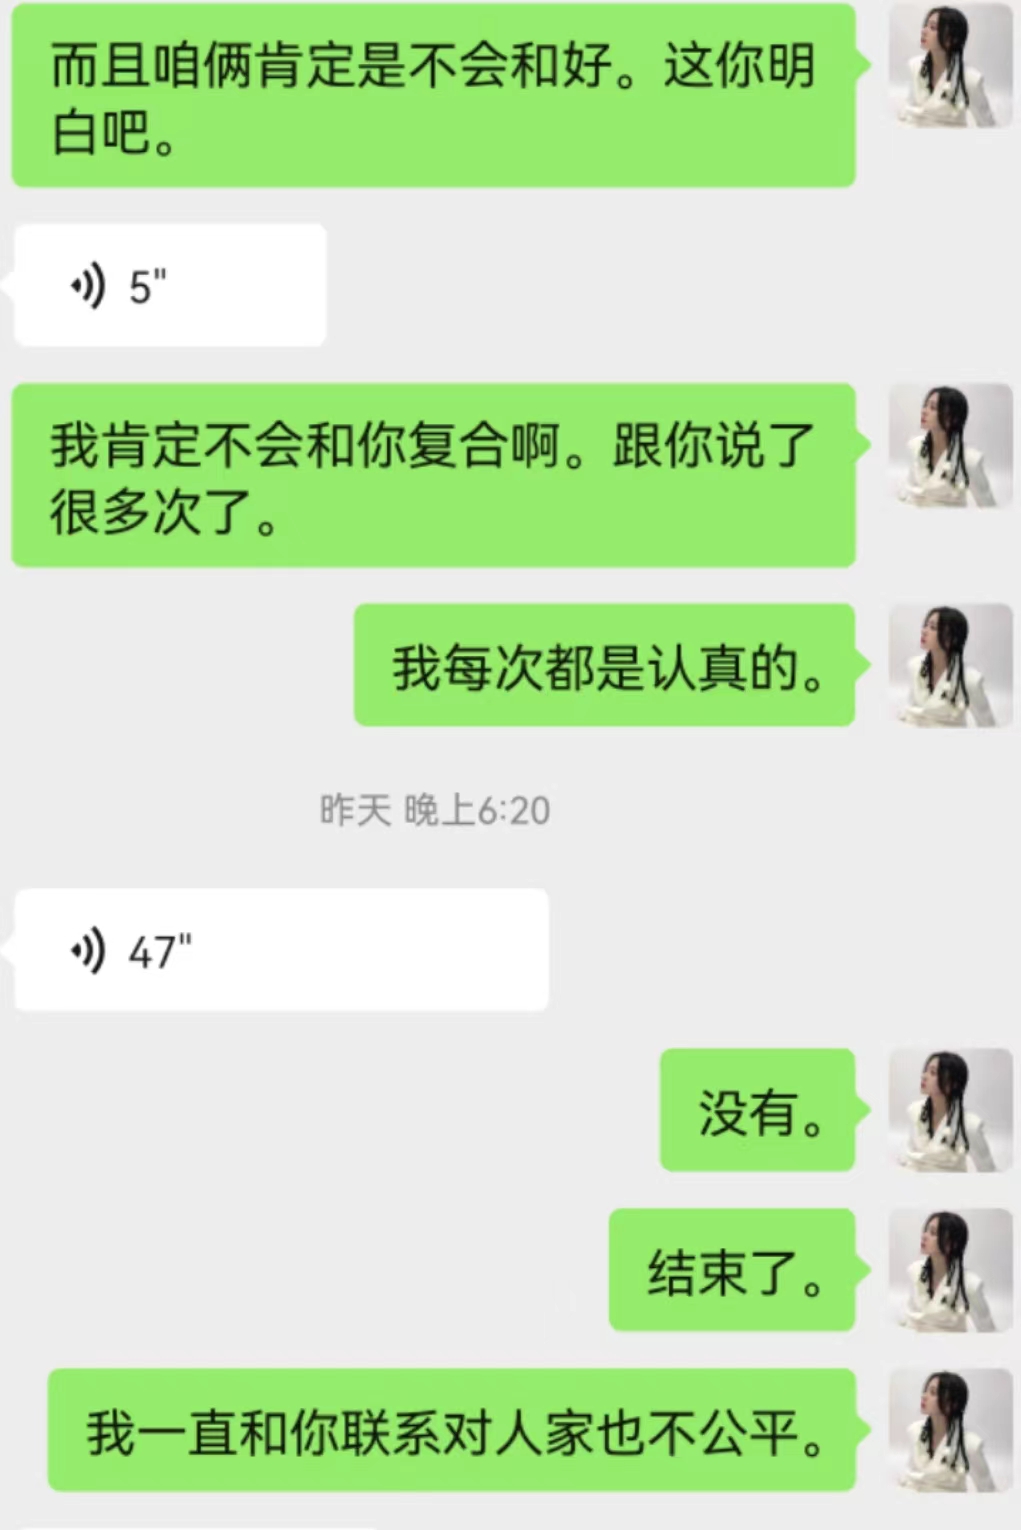 而且咱俩肯定是不会和好。这你明
白吧。
5"
我肯定不会和你复合啊。跟你说了
很多次了。
我每次都是认真的。
昨天 晚上6:20
47"
没有。
结束了。
我一直和你联系对人家也不公平。